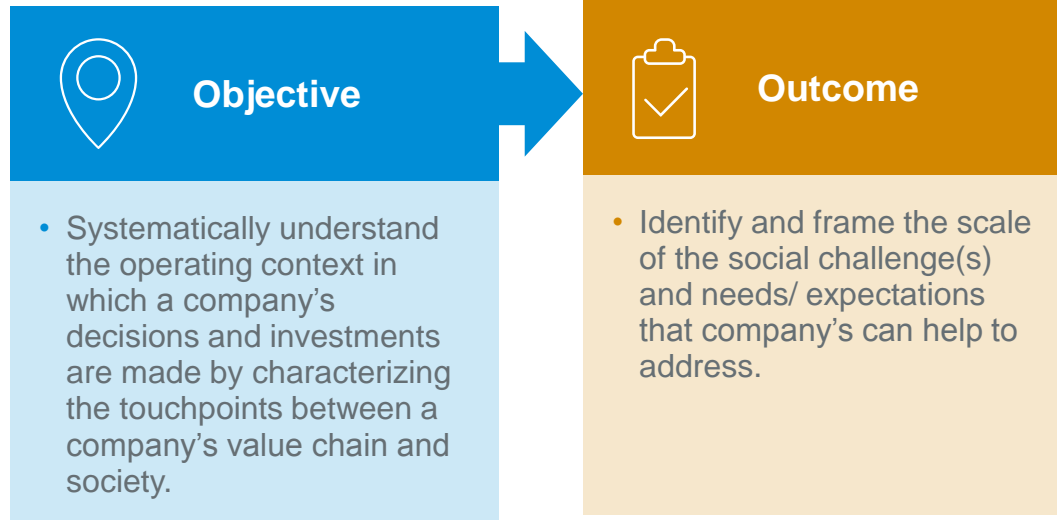 Objective
• Systematically understand
the operating context in
which a company’s
decisions and investments
are made by characterizing
the touchpoints between a
company’s value chain and
society.
Outcome
• Identify and frame the scale
of the social challenge(s)
and needs/ expectations
that company’s can help to
address.